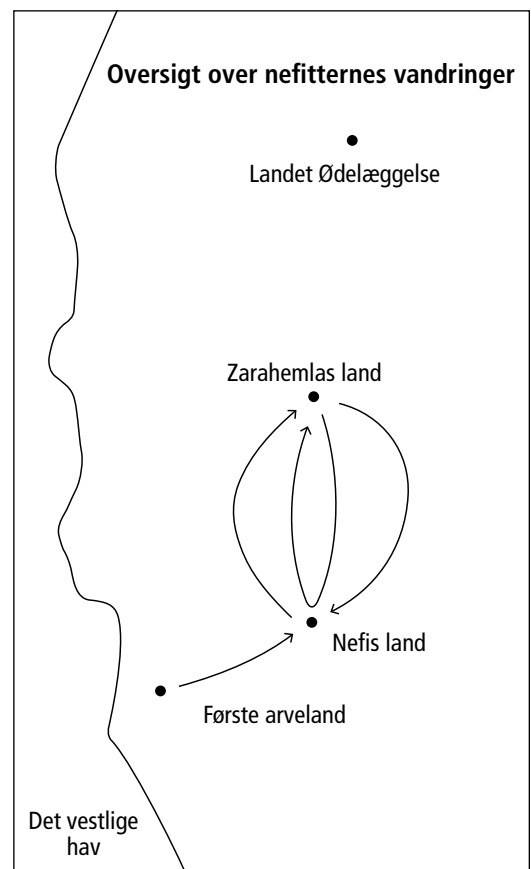 Oversigt over nefitternes vandringer
Landet Ødelæggelse
Zarahemlas land
Nefis land
Første arveland
Det vestlige
hav